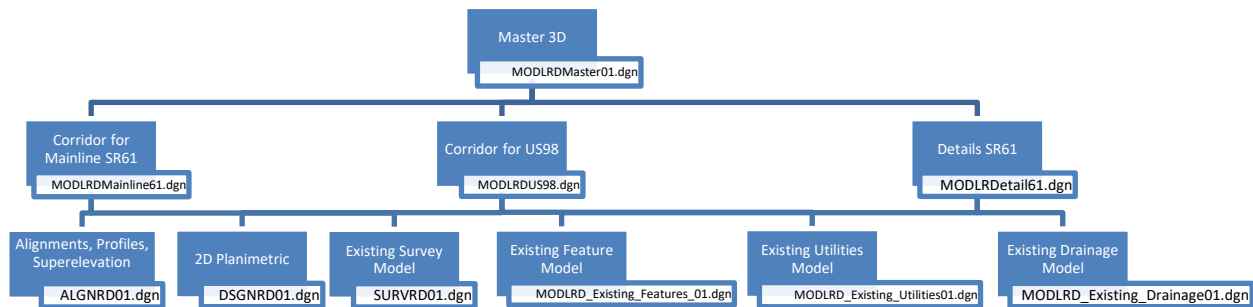 Master 3D
MODLRDMaster01.dgn
Corridor for
Mainline SR61
MODLRDMainline61.dgn
Corridor for US98
MODLRDUS98.dgn
Details SR61
MODLRDetail61.dgn
Alignments, Profiles,
Superelevation
ALGNRD01.dgn
2D Planimetric
DSGNRD01.dgn
Existing Survey
Model
SURVRD01.dgn
Existing Feature
Model
MODLRD_Existing_Features_01.dgn
Existing Utilities
Model
MODLRD_Existing_Utilities01.dgn
Existing Drainage
Model
MODLRD_Existing_Drainage01.dgn